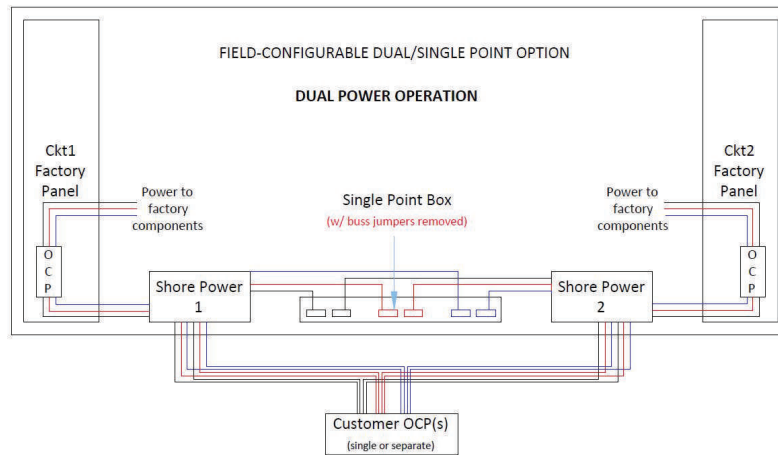 FIELD-CONFIGURABLE DUAL/SINGLE POINT OPTION
DUAL POWER OPERATION
Ckt1
Factory
Panel
Power to
factory
components
O
C
P
Single Point Box
(w/ buss jumpers removed)
Ckt2
Factory
Panel
Power to
factory
components
O
C
P
Shore Power
1
Shore Power
2
Customer OCP(s)
(single or separate)